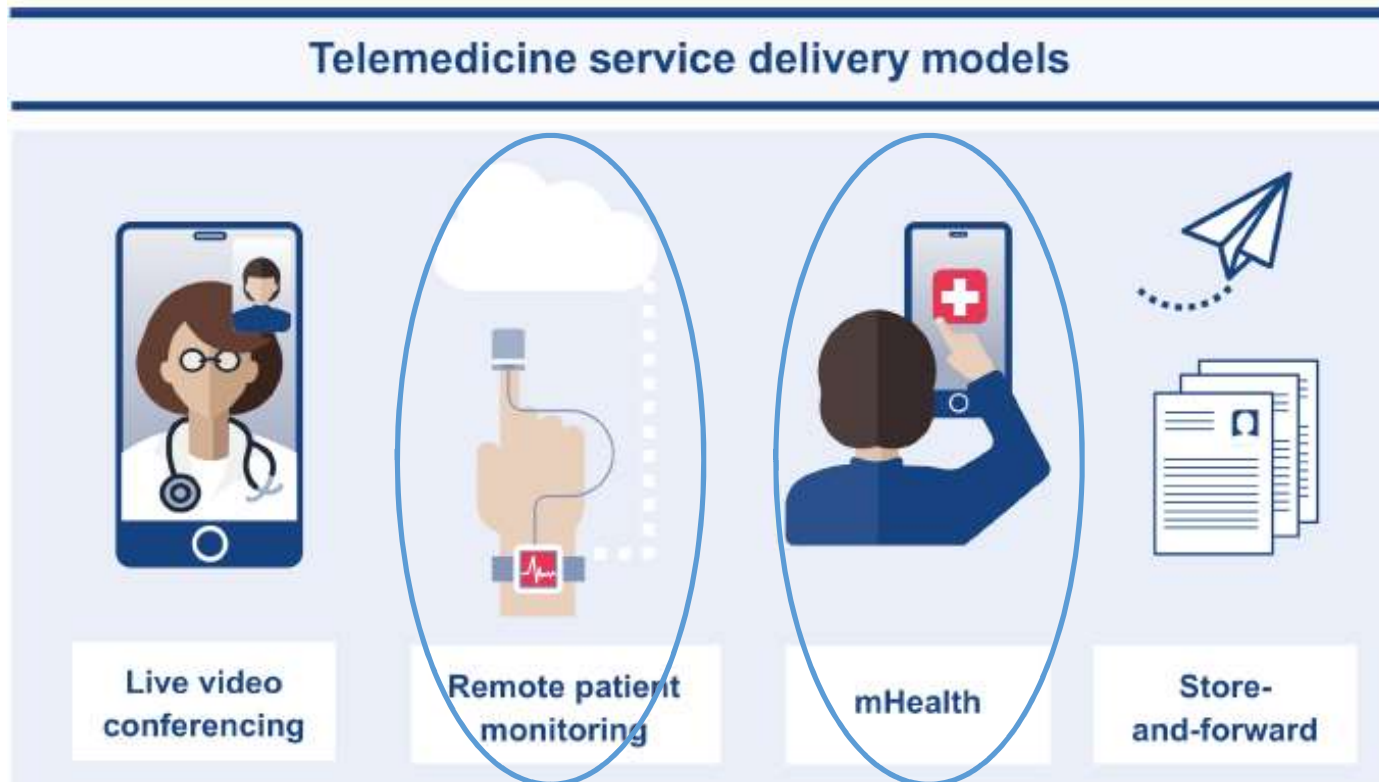 Telemedicine service delivery models
Live video
conferencing
Remote patient
monitoring
mHealth
Store-
and-forward